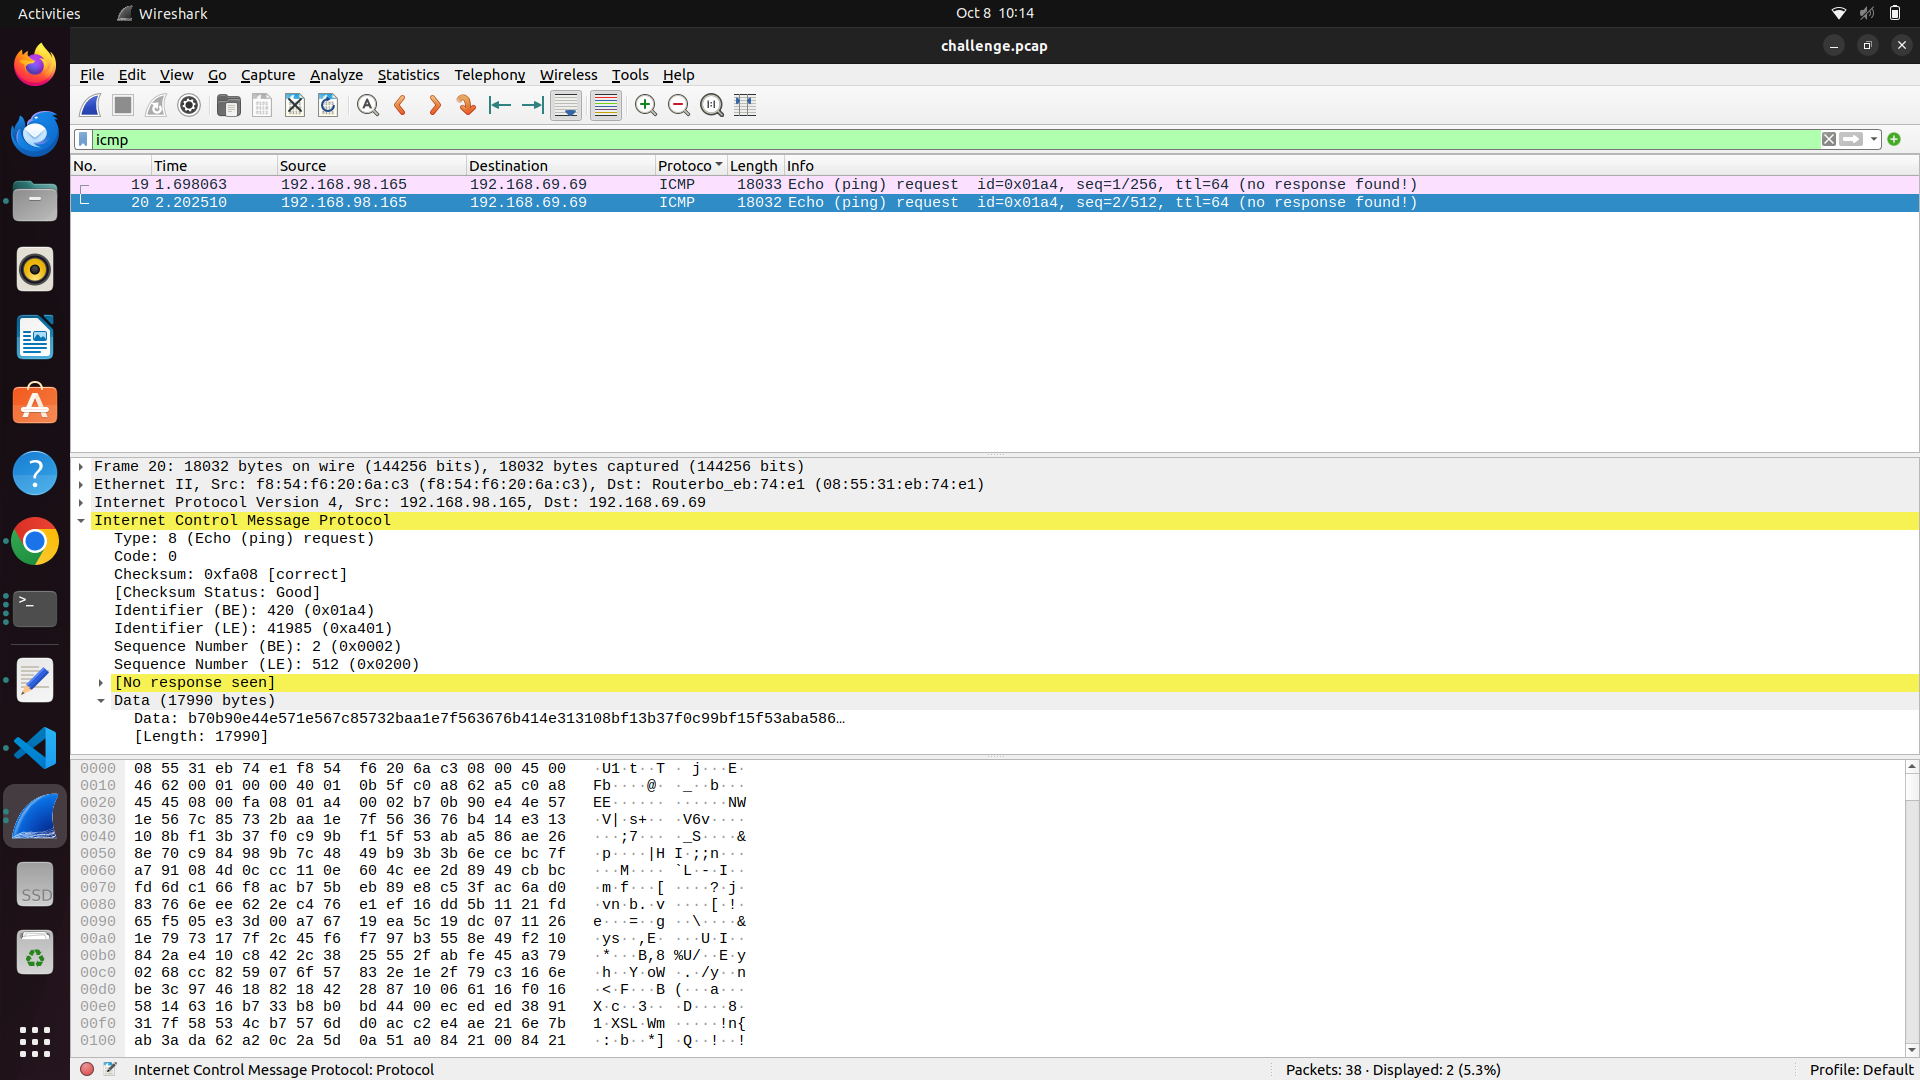 Activities
Wireshark
Oct 8  10:14
challenge.pcap
File Edit View Go Capture Analyze Statistics Telephony Wireless Tools Help
icmp
No. Time Source Destination Protoco Length Info
19 1.698063 192.168.98.165 192.168.69.69 ICMP 18033 Echo (ping) request  id=0x01a4, seq=1/256, ttl=64 (no response found!)
20 2.202510 192.168.98.165 192.168.69.69 ICMP 18032 Echo (ping) request  id=0x01a4, seq=2/512, ttl=64 (no response found!)
Frame 20: 18032 bytes on wire (144256 bits), 18032 bytes captured (144256 bits)
Ethernet II, Src: f8:54:f6:20:6a:c3 (f8:54:f6:20:6a:c3), Dst: Routerbo_eb:74:e1 (08:55:31:eb:74:e1)
Internet Protocol Version 4, Src: 192.168.98.165, Dst: 192.168.69.69
Internet Control Message Protocol
Type: 8 (Echo (ping) request)
Code: 0
Checksum: 0xfa08 [correct]
[Checksum Status: Good]
Identifier (BE): 420 (0x01a4)
Identifier (LE): 41985 (0xa401)
Sequence Number (BE): 2 (0x0002)
Sequence Number (LE): 512 (0x0200)
[No response seen]
Data (17990 bytes)
Data: b70b90e44e571e567c85732baa1e7f563676b414e313108bf13b37f0c99bf15f53aba586…
[Length: 17990]
0000 08 55 31 eb 74 e1 f8 54  f6 20 6a c3 08 00 45 00 ·U1·t··T · j···E·
0010 46 62 00 01 00 00 40 01  0b 5f c0 a8 62 a5 c0 a8 Fb····@· ·_··b···
0020 45 45 08 00 fa 08 01 a4  00 02 b7 0b 90 e4 4e 57 EE······ ······NW
0030 1e 56 7c 85 73 2b aa 1e  7f 56 36 76 b4 14 e3 13 ·V|·s+·· ·V6v····
0040 10 8b f1 3b 37 f0 c9 9b  f1 5f 53 ab a5 86 ae 26 ···;7··· ·_S····&
0050 8e 70 c9 84 98 9b 7c 48  49 b9 3b 3b 6e ce bc 7f ·p····|H I·;;n···
0060 a7 91 08 4d 0c cc 11 0e  60 4c ee 2d 89 49 cb bc ···M···· `L·-·I··
0070 fd 6d c1 66 f8 ac b7 5b  eb 89 e8 c5 3f ac 6a d0 ·m·f···[ ····?·j·
0080 83 76 6e ee 62 2e c4 76  e1 ef 16 dd 5b 11 21 fd ·vn·b.·v ····[·!·
0090 65 f5 05 e3 3d 00 a7 67  19 ea 5c 19 dc 07 11 26 e···=··g ··\····&
00a0 1e 79 73 17 7f 2c 45 f6  f7 97 b3 55 8e 49 f2 10 ·ys··,E· ···U·I··
00b0 84 2a e4 10 c8 42 2c 38  25 55 2f ab fe 45 a3 79 ·*···B,8 %U/··E·y
00c0 02 68 cc 82 59 07 6f 57  83 2e 1e 2f 79 c3 16 6e ·h··Y·oW ·.·/y··n
00d0 be 3c 97 46 18 82 18 42  28 87 10 06 61 16 f0 16 ·<·F···B (···a···
00e0 58 14 63 16 b7 33 b8 b0  bd 44 00 ec ed ed 38 91 X·c··3·· ·D····8·
00f0 31 7f 58 53 4c b7 57 6d  d0 ac c2 e4 ae 21 6e 7b 1·XSL·Wm ·····!n{
0100 ab 3a da 62 a2 0c 2a 5d  0a 51 a0 84 21 00 84 21 ·:·b··*] ·Q··!··!
Internet Control Message Protocol: Protocol
Packets: 38 · Displayed: 2 (5.3%)
Profile: Default
SSD